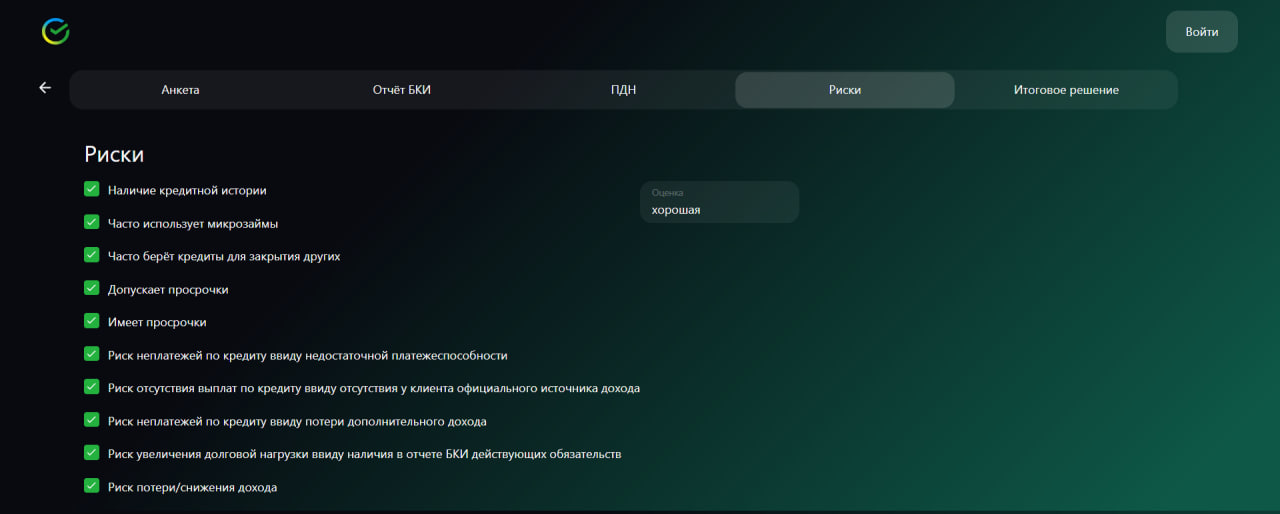 Войти
Анкета
Отчёт БКИ
ПДН
Риски
Итоговое решение
Риски
Наличие кредитной истории
Оценка
хорошая
Часто использует микрозаймы
Часто берёт кредиты для закрытия других
Допускает просрочки
Имеет просрочки
Риск неплатежей по кредиту ввиду недостаточной платежеспособности
Риск отсутствия выплат по кредиту ввиду отсутствия у клиента официального источника дохода
Риск неплатежей по кредиту ввиду потери дополнительного дохода
Риск увеличения долговой нагрузки ввиду наличия в отчете БКИ действующих обязательств
Риск потери/снижения дохода